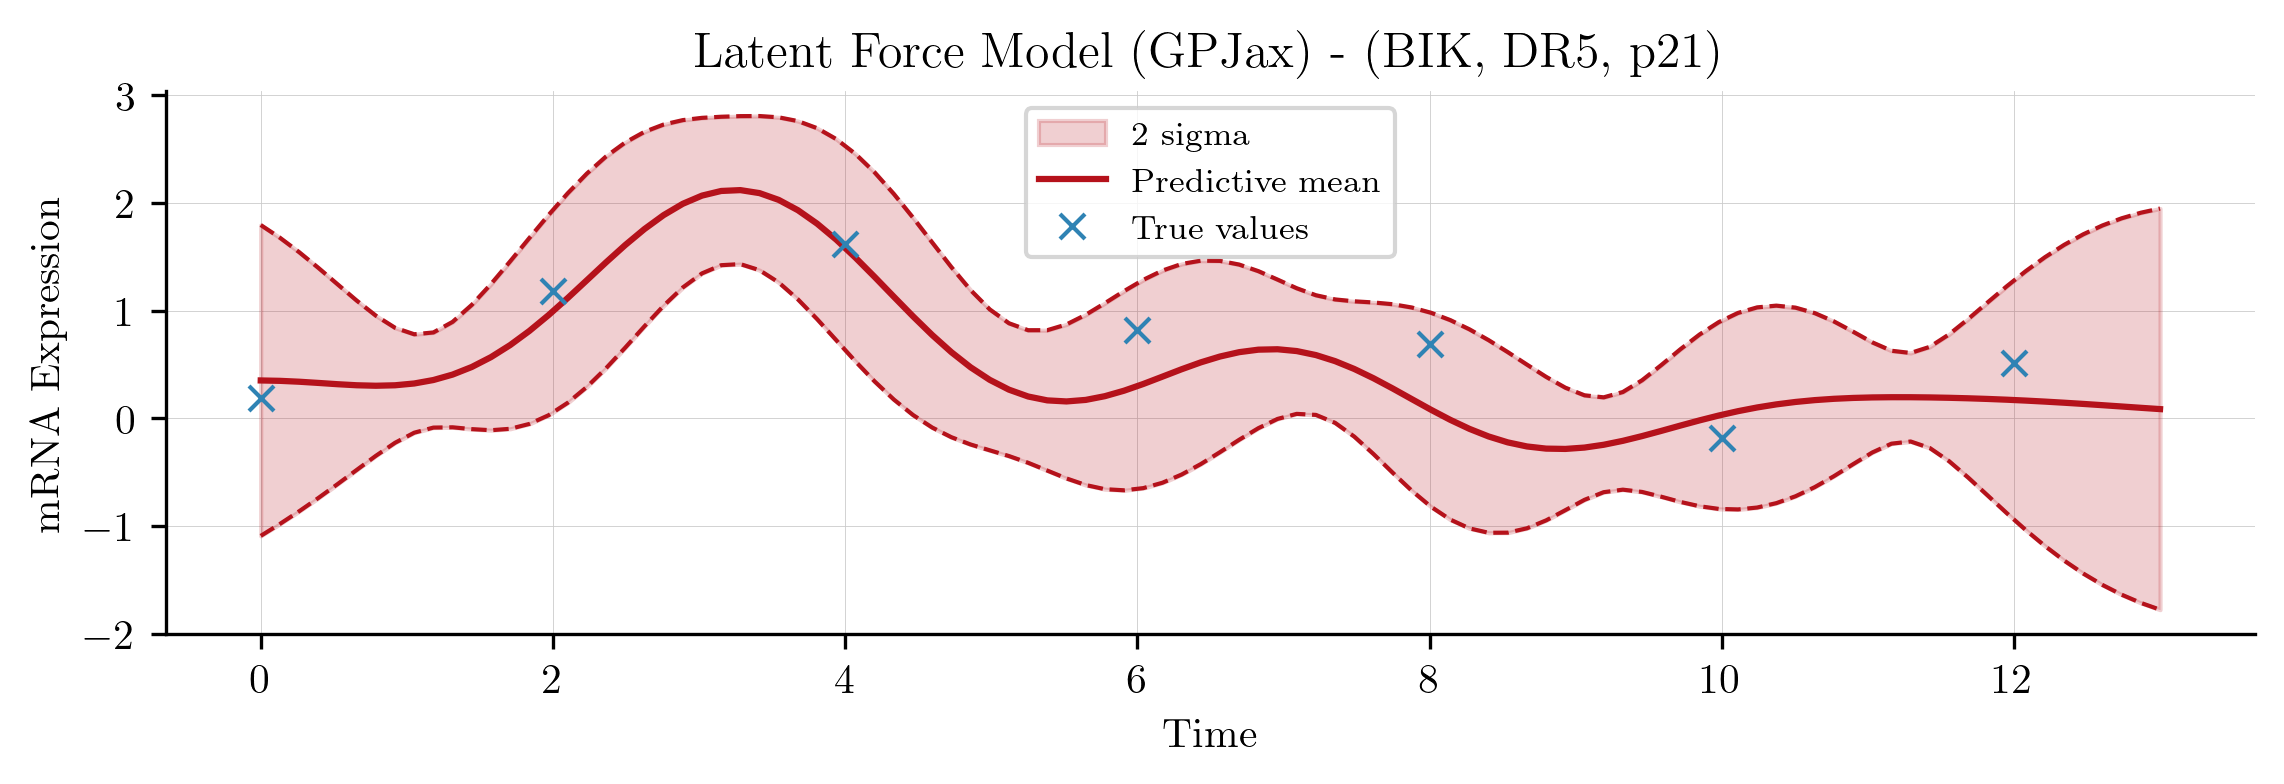 Latent Force Model (GPJax) - (BIK, DR5, p21)
mRNA Expression
3
2
1
0
−1
−2
2 sigma
Predictive mean
True values
0 2 4 6 8 10 12
Time